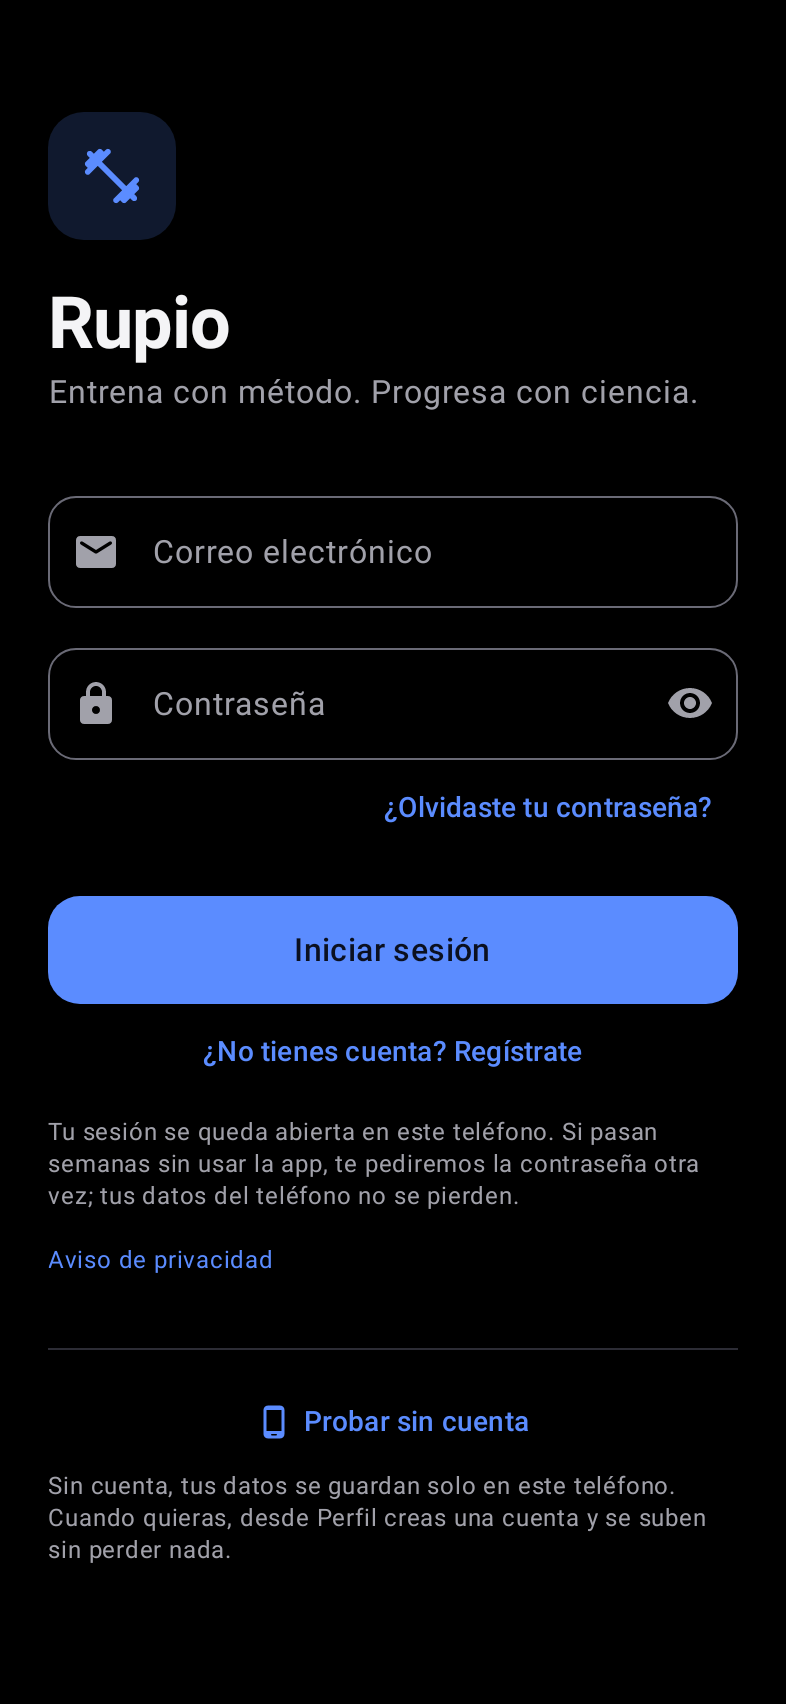 Rupio
Entrena con método. Progresa con ciencia.
Correo electrónico
Contraseña
¿Olvidaste tu contraseña?
Iniciar sesión
¿No tienes cuenta? Regístrate
Tu sesión se queda abierta en este teléfono. Si pasan
semanas sin usar la app, te pediremos la contraseña otra
vez; tus datos del teléfono no se pierden.
Aviso de privacidad
Probar sin cuenta
Sin cuenta, tus datos se guardan solo en este teléfono.
Cuando quieras, desde Perfil creas una cuenta y se suben
sin perder nada.